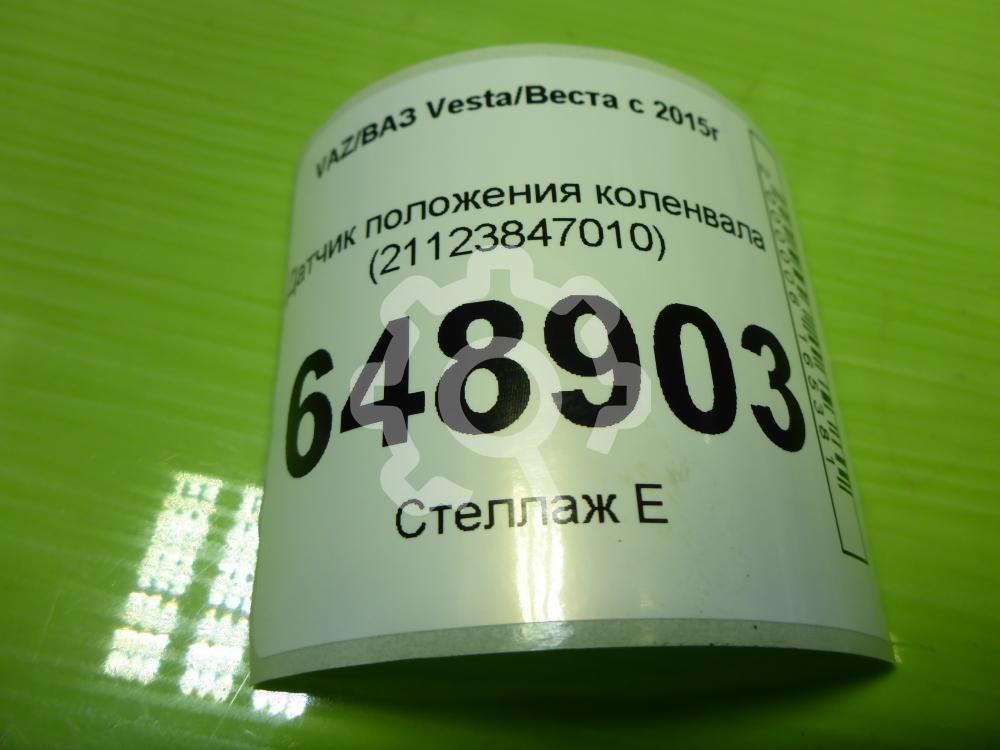 VAZ/ВАЗ Vesta/Веста с 2015г
Датчик положения коленвала
(21123847010)
648903
Стеллаж Е